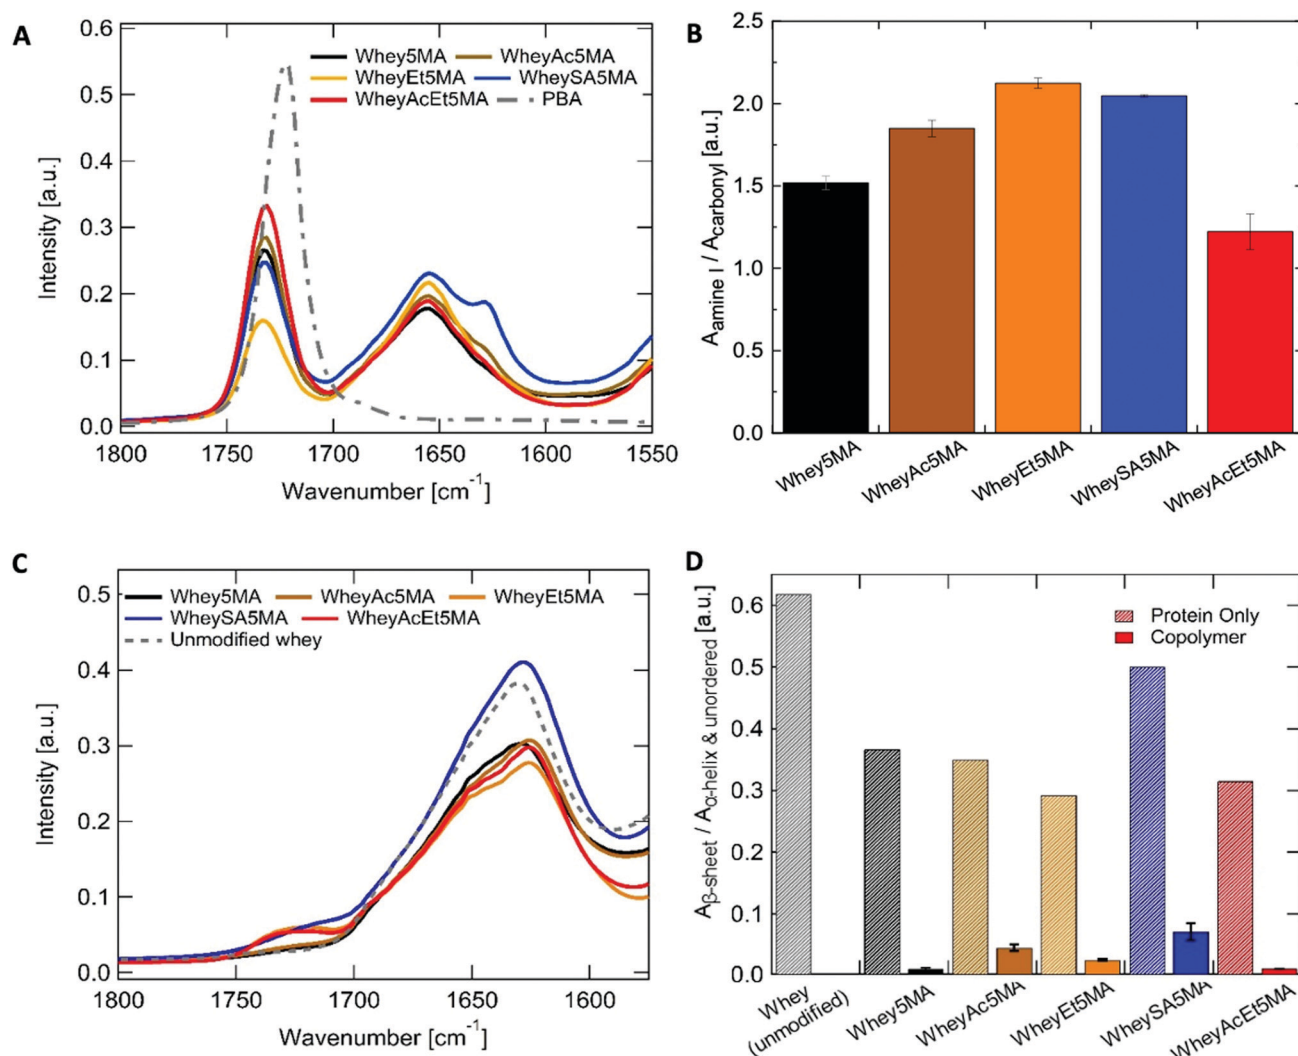 A
0.6
0.5
0.4
0.3
0.2
0.1
0.0
Intensity [a.u.]
Whey5MA WheyAc5MA
WheyEt5MA WheySA5MA
WheyAcEt5MA PBA
1800 1750 1700 1650 1600 1550
Wavenumber [cm⁻¹]
B
2.5
2.0
1.5
1.0
0.5
0.0
Aamine I / Acarbonyl [a.u.]
Whey5MA
WheyAc5MA
WheyEt5MA
WheySA5MA
WheyAcEt5MA
C
0.5
0.4
0.3
0.2
0.1
0.0
Intensity [a.u.]
Whey5MA WheyAc5MA WheyEt5MA
WheySA5MA WheyAcEt5MA
Unmodified whey
1800 1750 1700 1650 1600
Wavenumber [cm⁻¹]
D
0.6
0.5
0.4
0.3
0.2
0.1
0.0
Aβ-sheet / Aα-helix & unordered [a.u.]
Protein Only
Copolymer
Whey
(unmodified)
Whey5MA
WheyAc5MA
WheyEt5MA
WheySA5MA
WheyAcEt5MA